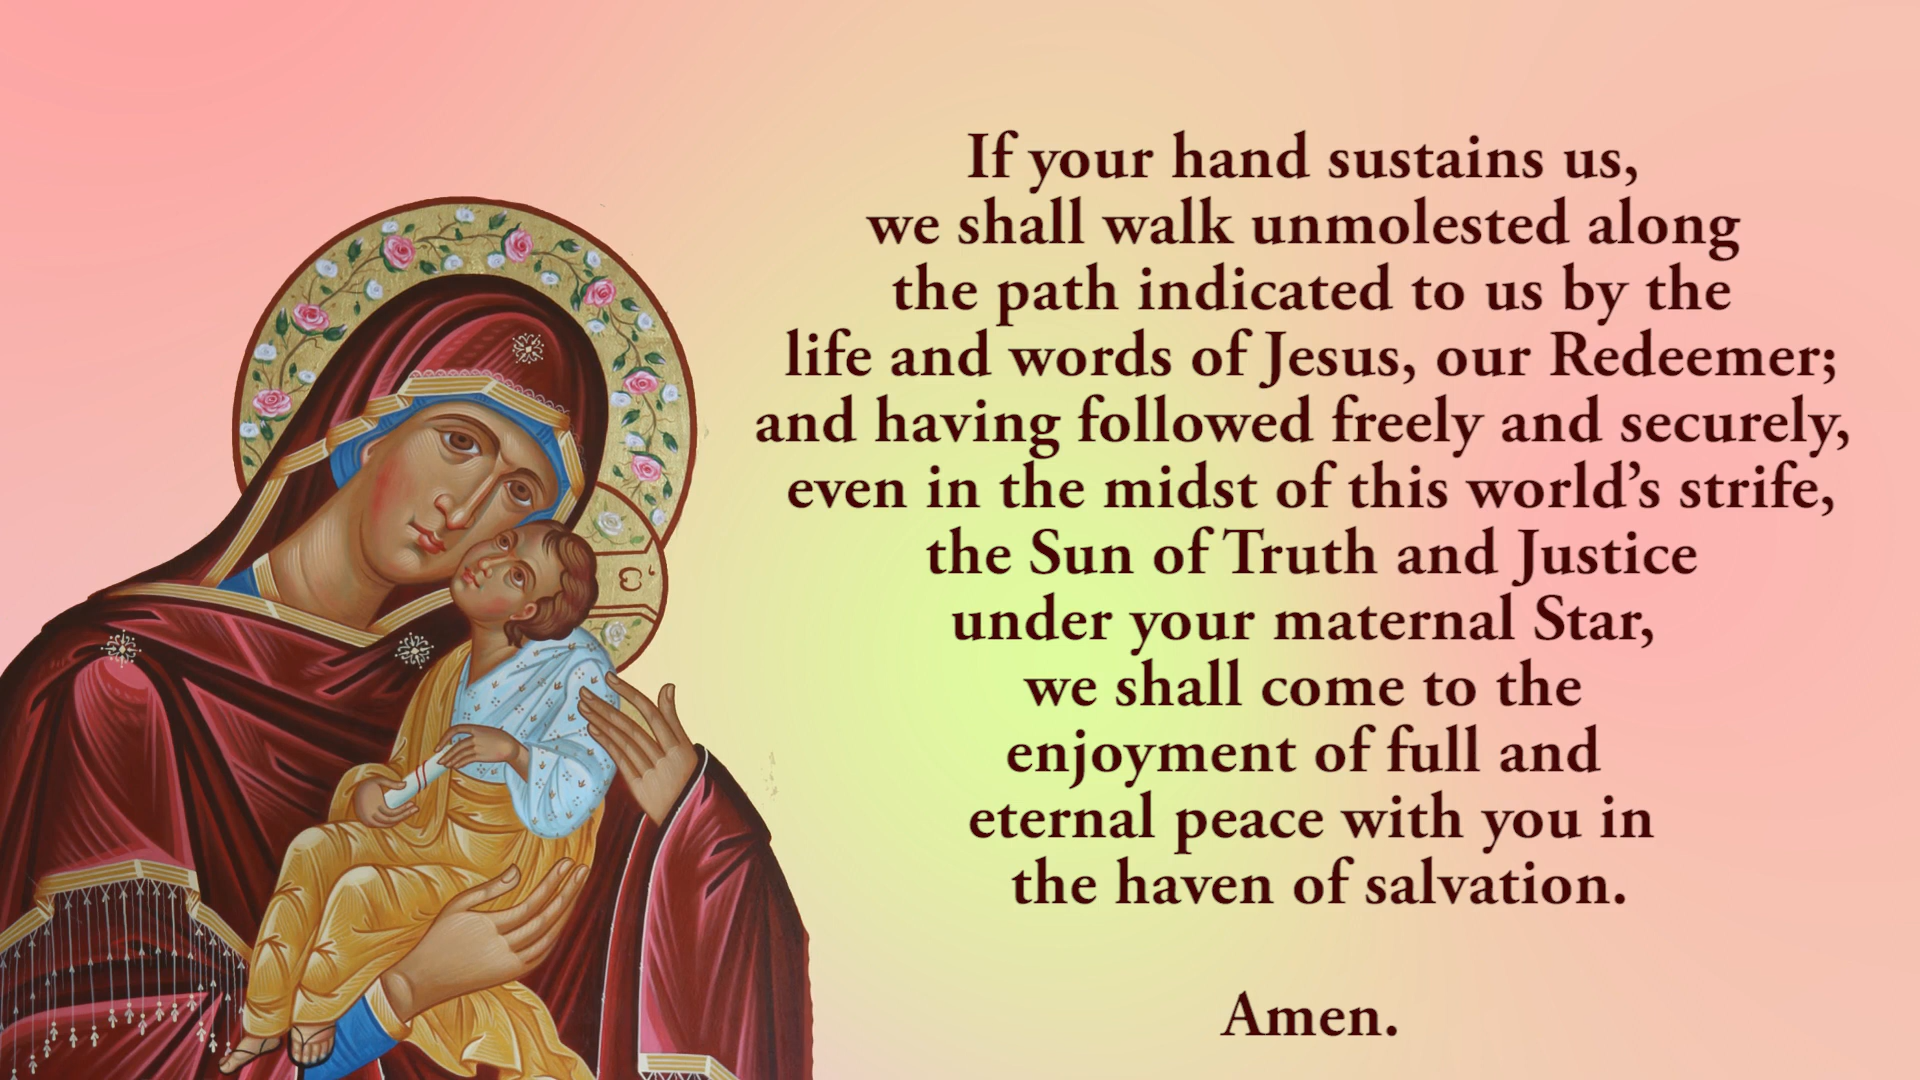 If your hand sustains us,
we shall walk unmolested along
the path indicated to us by the
life and words of Jesus, our Redeemer;
and having followed freely and securely,
even in the midst of this world’s strife,
the Sun of Truth and Justice
under your maternal Star,
we shall come to the
enjoyment of full and
eternal peace with you in
the haven of salvation.
Amen.